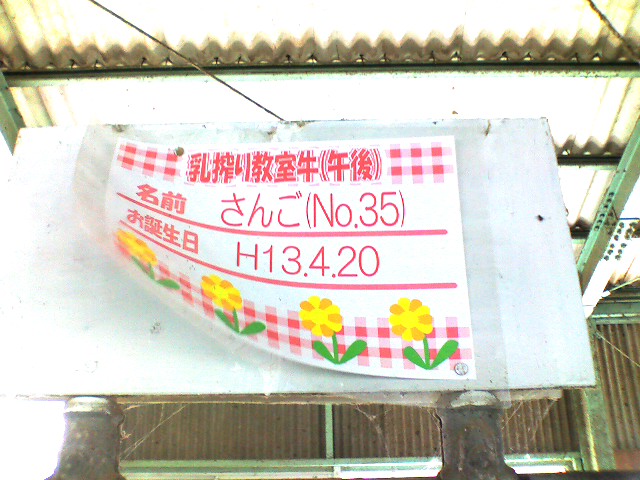 乳搾り教室牛(午後)
名前 さんご(No.35)
お誕生日 H13.4.20